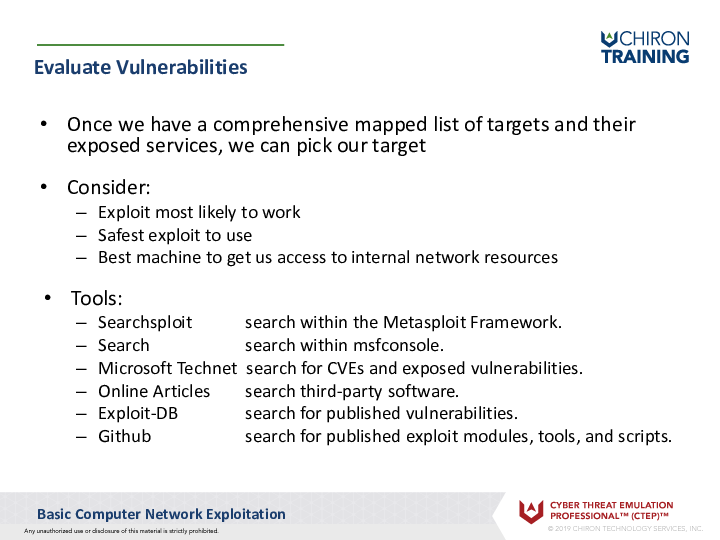 CHIRON
TRAINING
Evaluate Vulnerabilities
• Once we have a comprehensive mapped list of targets and their
exposed services, we can pick our target
• Consider:
– Exploit most likely to work
– Safest exploit to use
– Best machine to get us access to internal network resources
• Tools:
– Searchsploit search within the Metasploit Framework.
– Search search within msfconsole.
– Microsoft Technet search for CVEs and exposed vulnerabilities.
– Online Articles search third-party software.
– Exploit-DB search for published vulnerabilities.
– Github search for published exploit modules, tools, and scripts.
Basic Computer Network Exploitation
Any unauthorized use or disclosure of this material is strictly prohibited.
CYBER THREAT EMULATION
PROFESSIONAL™ (CTEP)™
© 2019 CHIRON TECHNOLOGY SERVICES, INC.